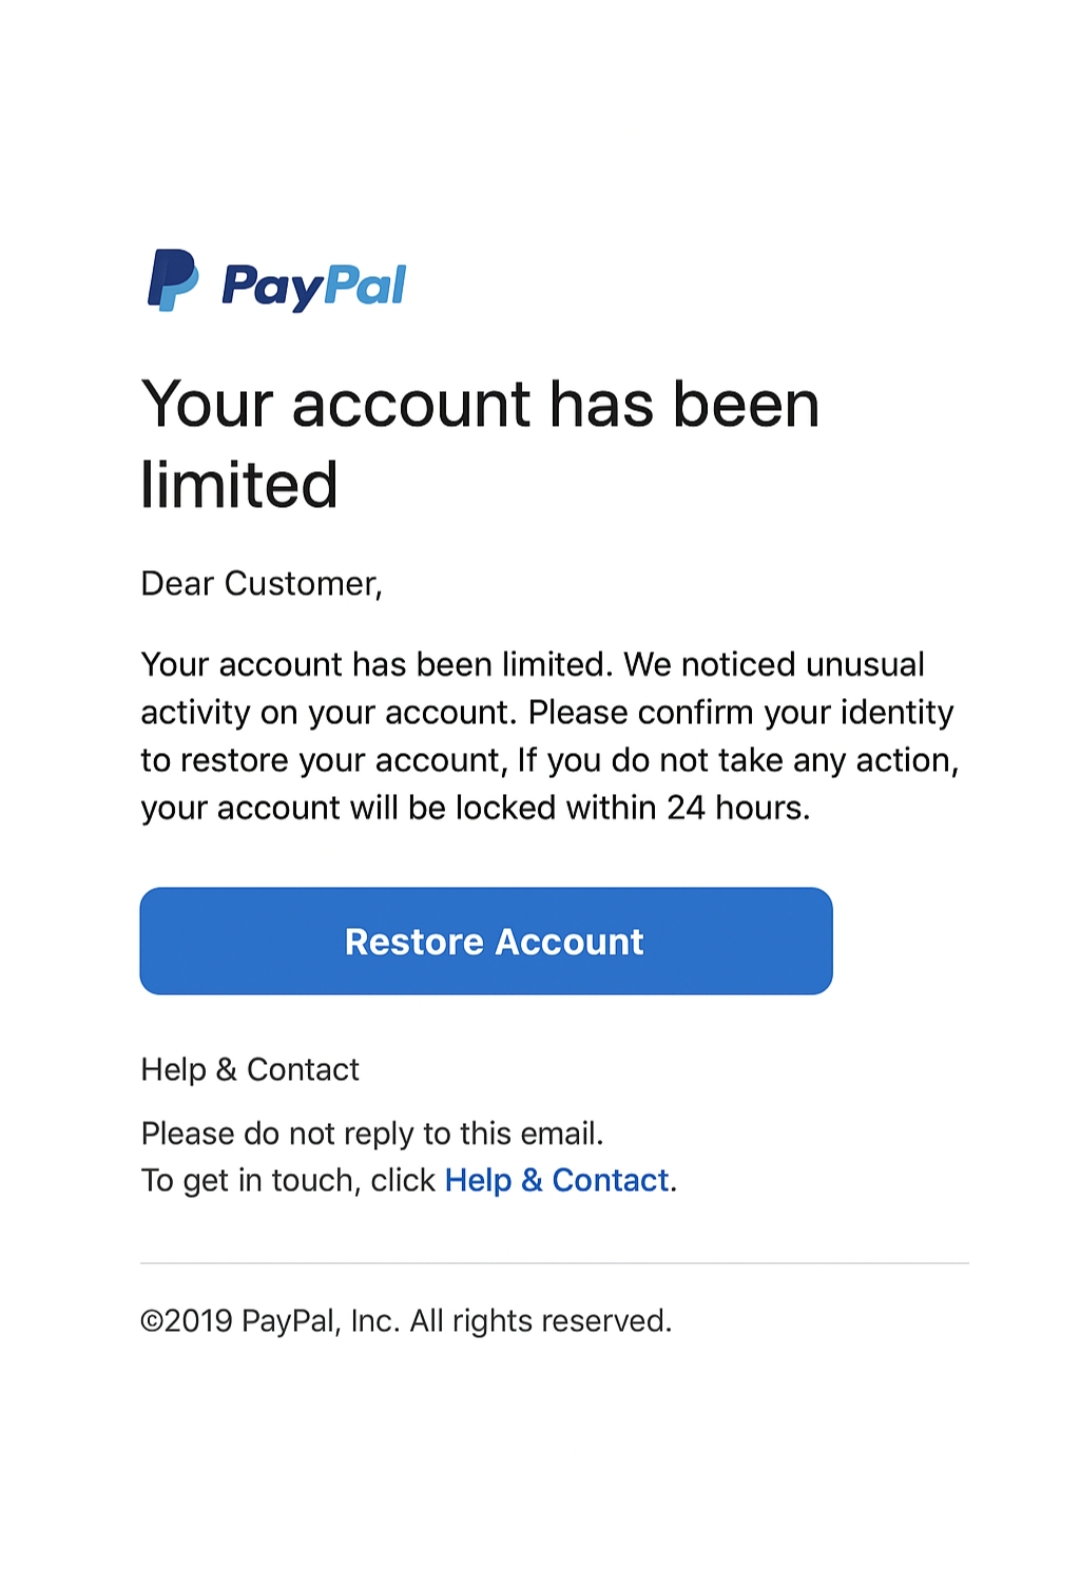 PayPal
Your account has been
limited
Dear Customer,
Your account has been limited. We noticed unusual
activity on your account. Please confirm your identity
to restore your account, If you do not take any action,
your account will be locked within 24 hours.
Restore Account
Help & Contact
Please do not reply to this email.
To get in touch, click Help & Contact.
©2019 PayPal, Inc. All rights reserved.